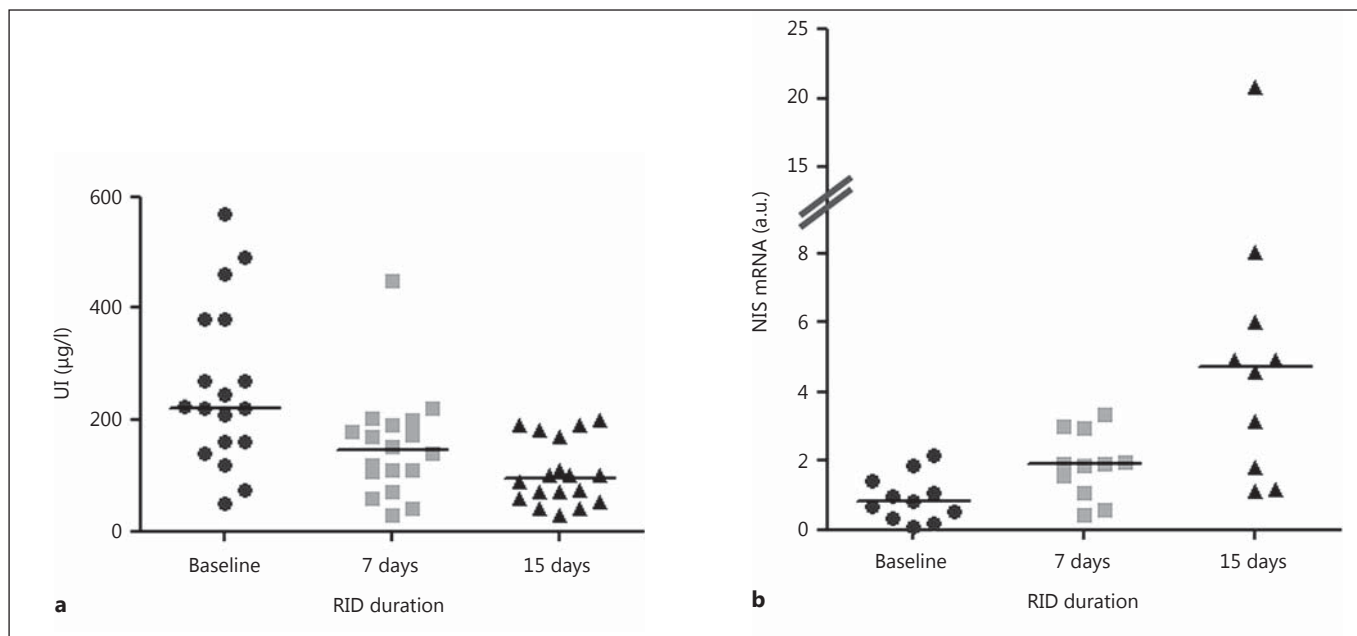 600
400
200
0
UI (µg/l)
Baseline
7 days
15 days
RID duration
a
25
20
15
8
6
4
2
0
NIS mRNA (a.u.)
Baseline
7 days
15 days
RID duration
b